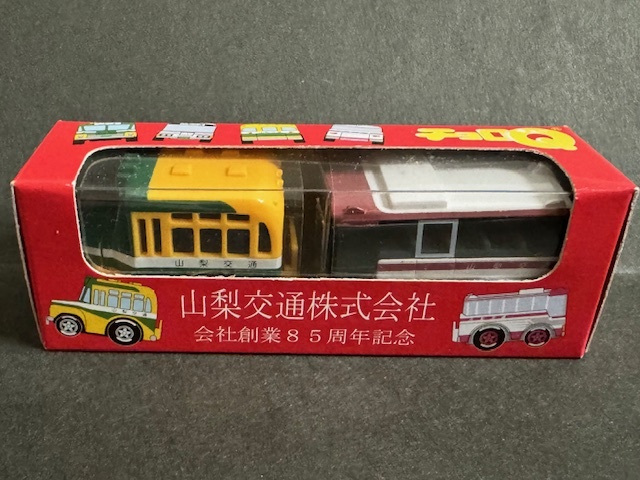 チョロQ
山梨交通
山梨交通株式会社
会社創業８５周年記念